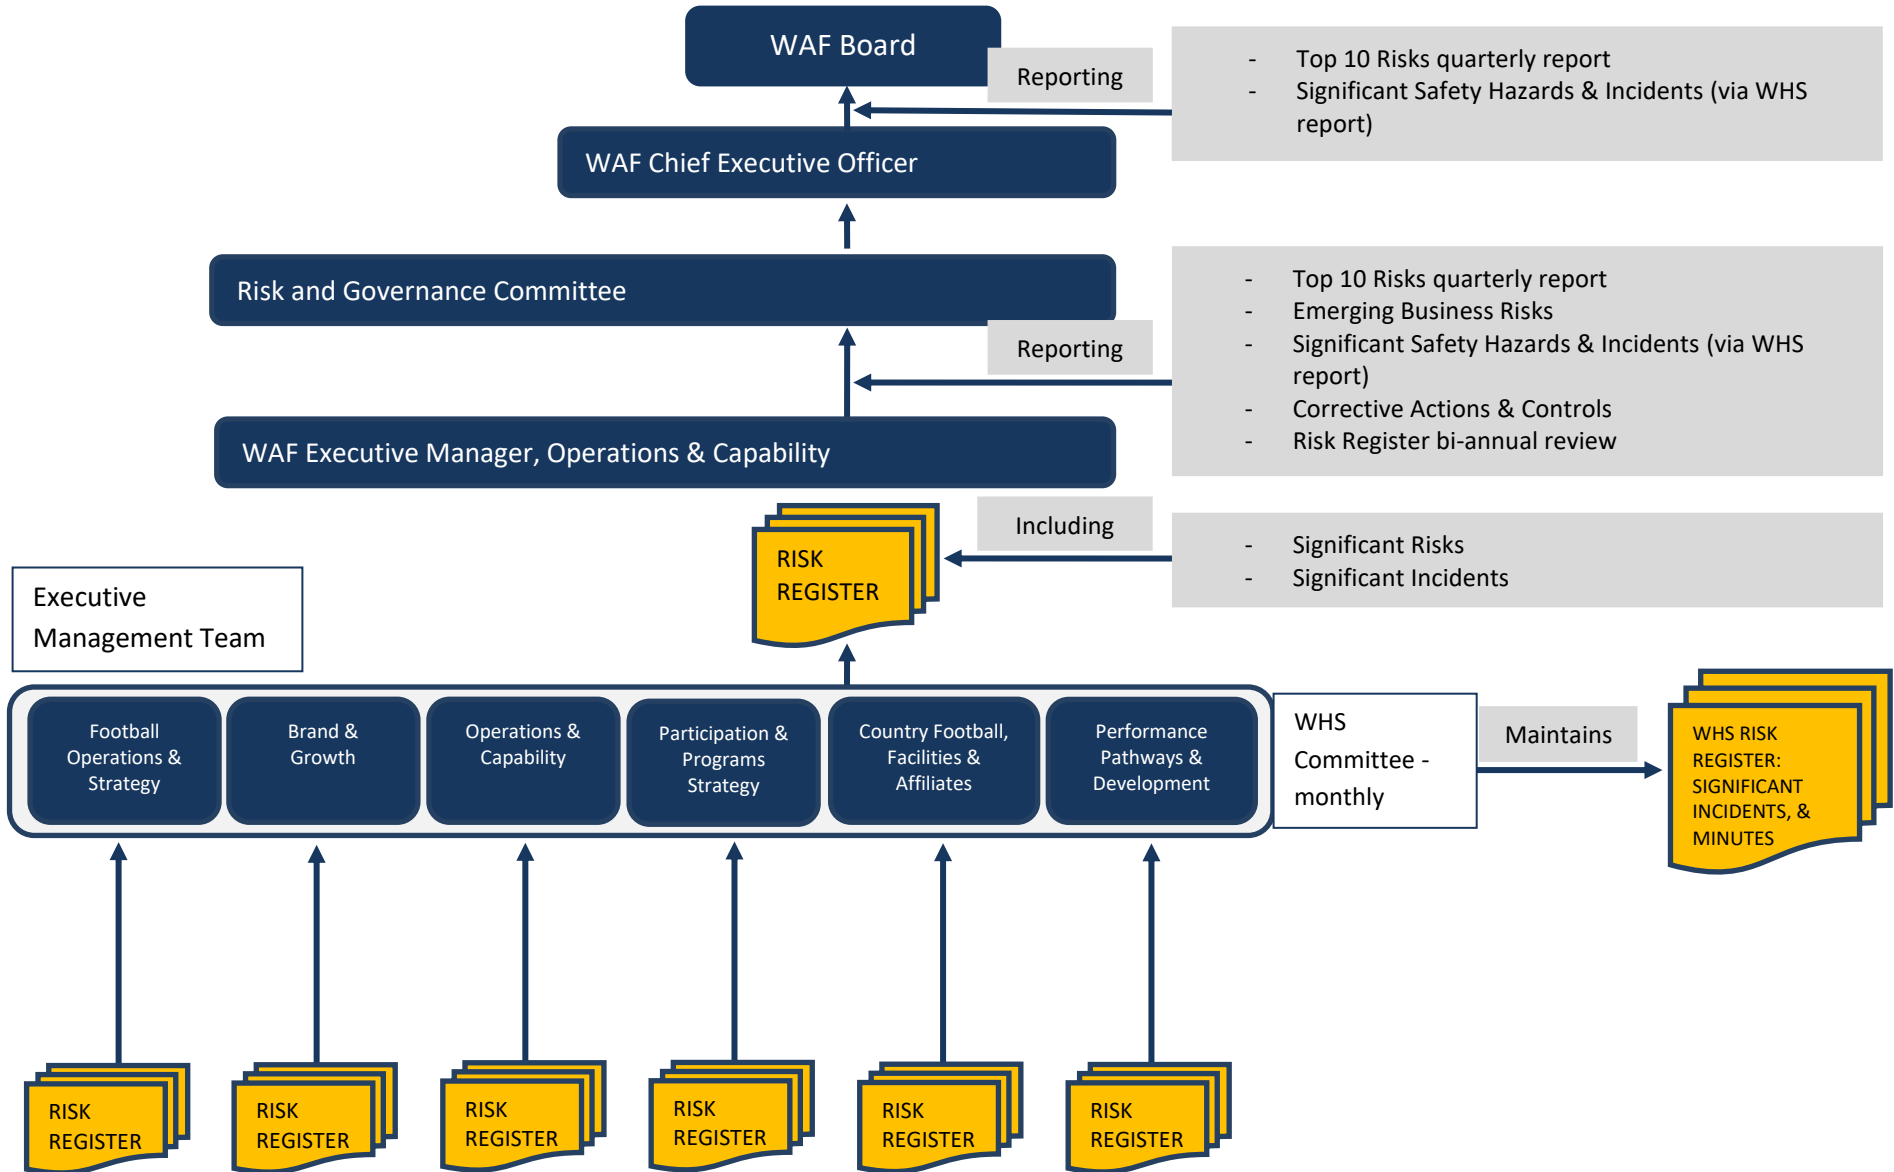 WAF Board
Reporting
- Top 10 Risks quarterly report
- Significant Safety Hazards & Incidents (via WHS
report)
WAF Chief Executive Officer
Risk and Governance Committee
Reporting
- Top 10 Risks quarterly report
- Emerging Business Risks
- Significant Safety Hazards & Incidents (via WHS
report)
- Corrective Actions & Controls
- Risk Register bi-annual review
WAF Executive Manager, Operations & Capability
RISK
REGISTER
Including
- Significant Risks
- Significant Incidents
Executive
Management Team
Football
Operations &
Strategy
Brand &
Growth
Operations &
Capability
Participation &
Programs
Strategy
Country Football,
Facilities &
Affiliates
Performance
Pathways &
Development
WHS
Committee -
monthly
Maintains
WHS RISK
REGISTER:
SIGNIFICANT
INCIDENTS, &
MINUTES
RISK
REGISTER
RISK
REGISTER
RISK
REGISTER
RISK
REGISTER
RISK
REGISTER
RISK
REGISTER